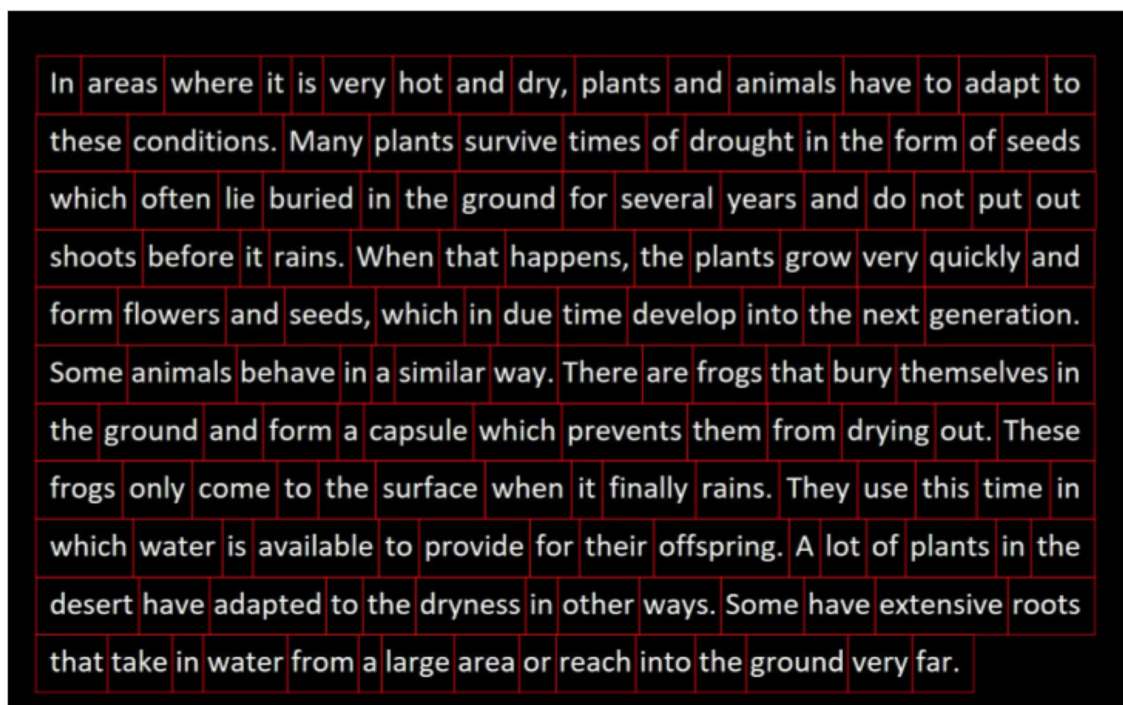 In areas where it is very hot and dry, plants and animals have to adapt to
these conditions. Many plants survive times of drought in the form of seeds
which often lie buried in the ground for several years and do not put out
shoots before it rains. When that happens, the plants grow very quickly and
form flowers and seeds, which in due time develop into the next generation.
Some animals behave in a similar way. There are frogs that bury themselves in
the ground and form a capsule which prevents them from drying out. These
frogs only come to the surface when it finally rains. They use this time in
which water is available to provide for their offspring. A lot of plants in the
desert have adapted to the dryness in other ways. Some have extensive roots
that take in water from a large area or reach into the ground very far.